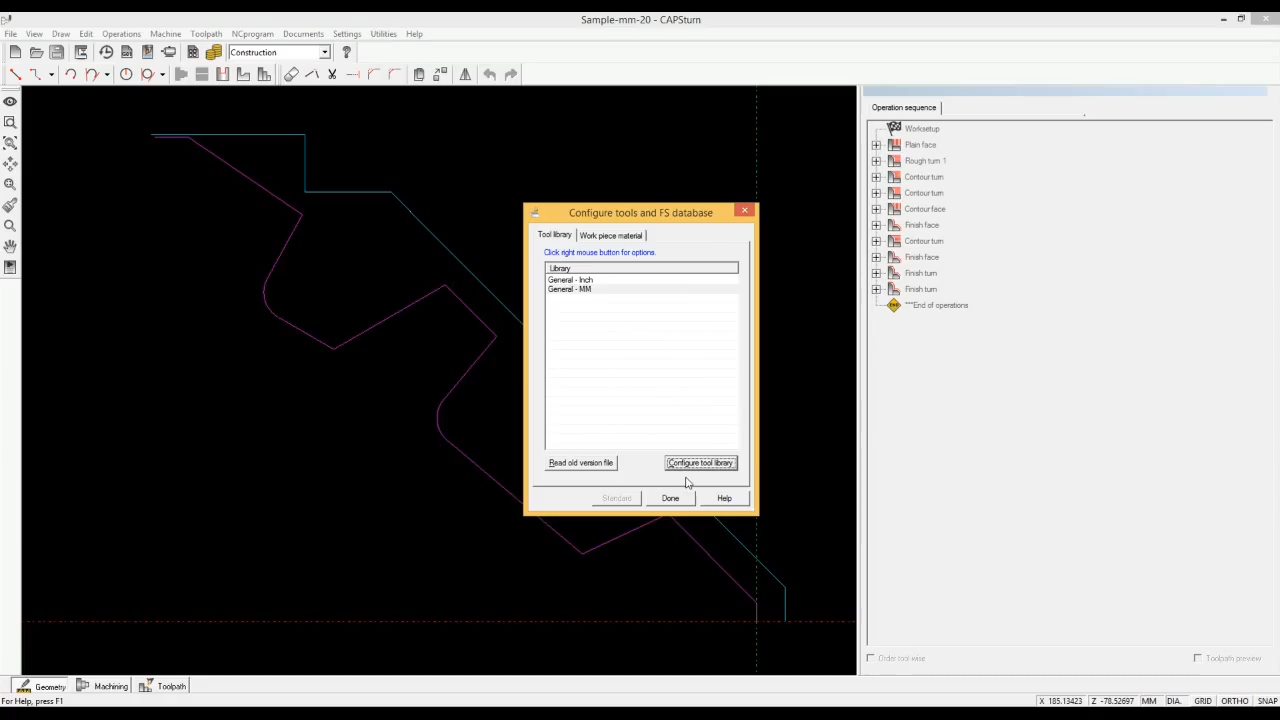 Sample-mm-20 - CAPSturn
File View Draw Edit Operations Machine Toolpath NCprogram Documents Settings Utilities Help
Construction
Operation sequence
Worksetup
Plain face
Rough turn 1
Contour turn
Contour turn
Contour face
Finish face
Contour turn
Finish face
Finish turn
Finish turn
***End of operations
Configure tools and FS database
Tool library Work piece material
Click right mouse button for options.
Library
General - Inch
General - MM
Read old version file Configure tool library
Standard Done Help
Order tool wise Toolpath preview
Geometry Machining Toolpath
For Help, press F1 X 185.13423 Z -78.52697 MM DIA. GRID ORTHO SNAP